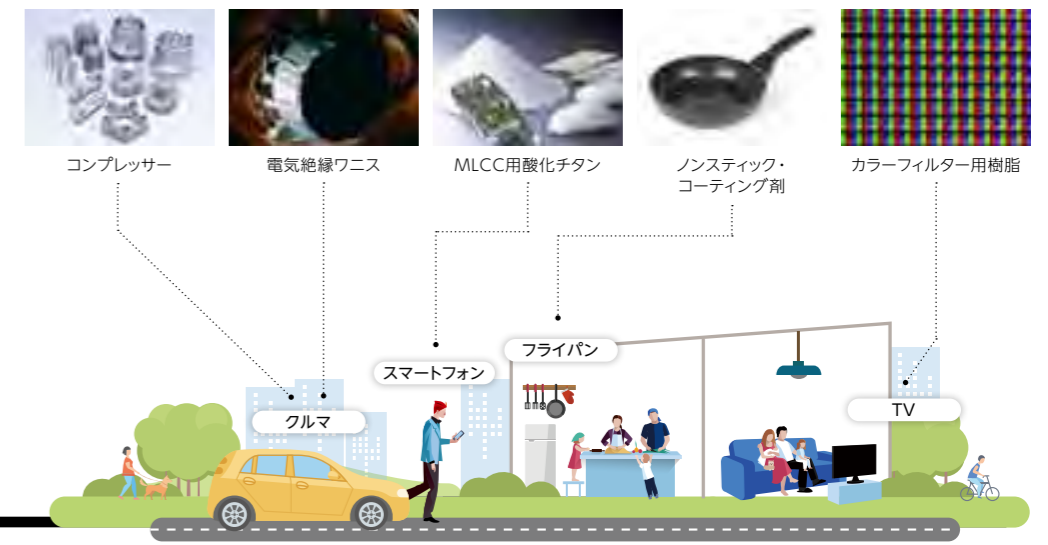 コンプレッサー
電気絶縁ワニス
MLCC用酸化チタン
ノンスティック・
コーティング剤
カラーフィルター用樹脂
フライパン
スマートフォン
クルマ
TV